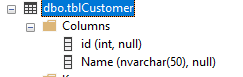 dbo.tblCustomer
Columns
id (int, null)
Name (nvarchar(50), null)